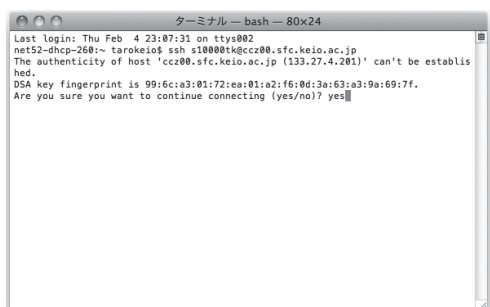 ターミナル — bash — 80×24
Last login: Thu Feb  4 23:07:31 on ttys002
net52-dhcp-260:~ tarokeio$ ssh s10000tk@ccz00.sfc.keio.ac.jp
The authenticity of host 'ccz00.sfc.keio.ac.jp (133.27.4.201)' can't be establis
hed.
DSA key fingerprint is 99:6c:a3:01:72:ea:01:a2:f6:0d:3a:63:a3:9a:69:7f.
Are you sure you want to continue connecting (yes/no)? yes